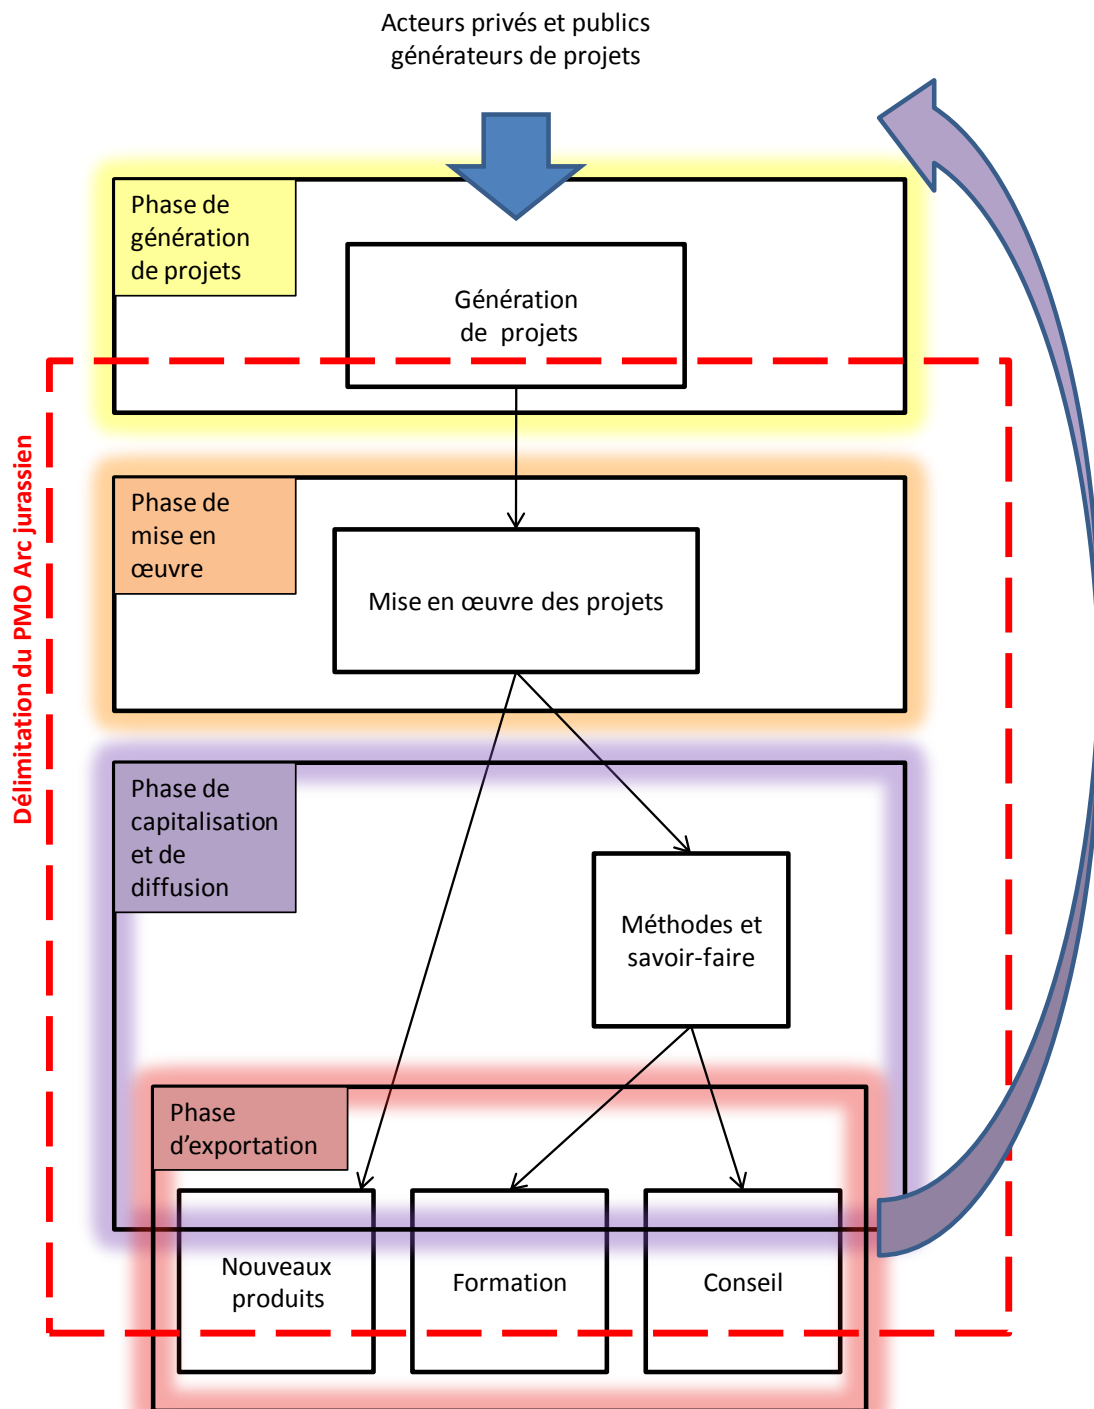 Acteurs privés et publics
générateurs de projets
Phase de
génération
de projets
Génération
de projets
Délimitation du PMO Arc jurassien
Phase de
mise en
œuvre
Mise en œuvre des projets
Phase de
capitalisation
et de
diffusion
Méthodes et
savoir-faire
Phase
d’exportation
Nouveaux
produits
Formation
Conseil